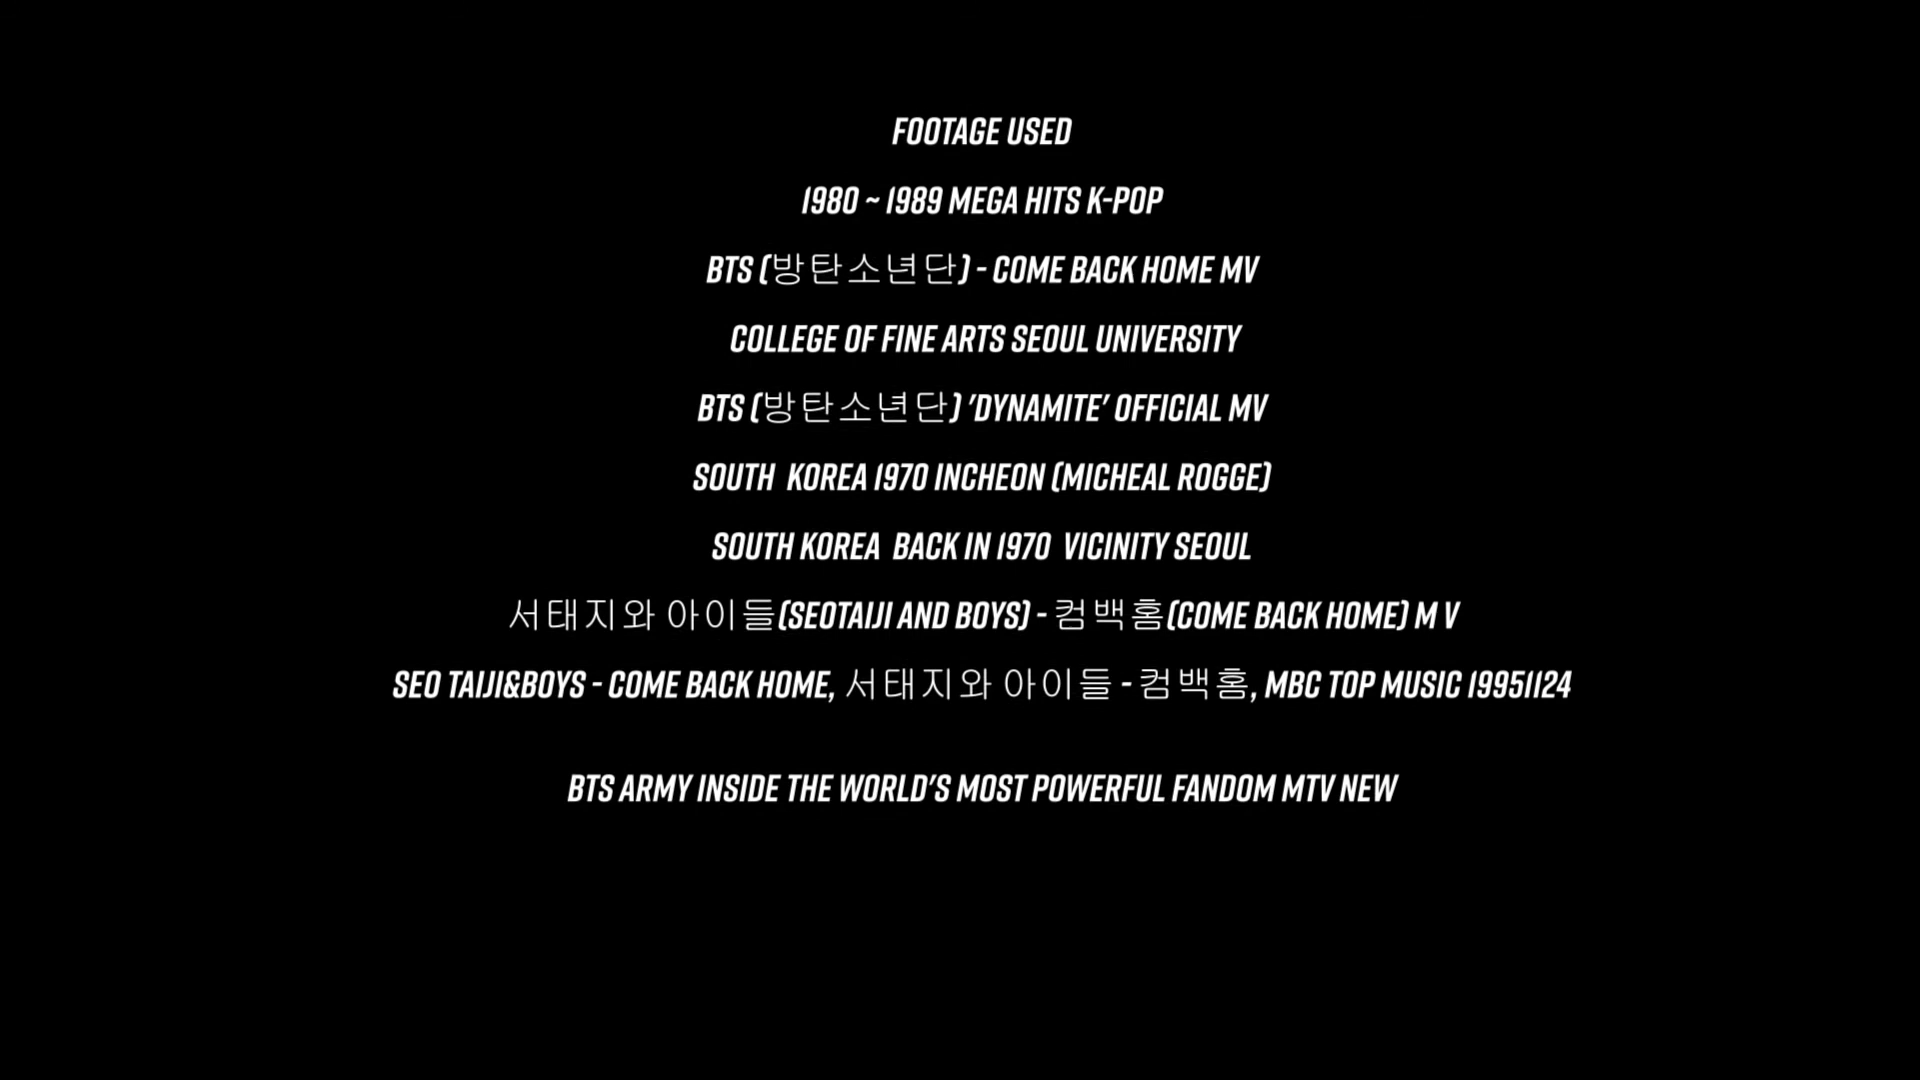 FOOTAGE USED
1980 ~ 1989 MEGA HITS K-POP
BTS (방탄소년단) - COME BACK HOME MV
COLLEGE OF FINE ARTS SEOUL UNIVERSITY
BTS (방탄소년단) 'DYNAMITE' OFFICIAL MV
SOUTH  KOREA 1970 INCHEON (MICHEAL ROGGE)
SOUTH KOREA  BACK IN 1970  VICINITY SEOUL
서태지와 아이들(SEOTAIJI AND BOYS) - 컴백홈(COME BACK HOME) M V
SEO TAIJI&BOYS - COME BACK HOME, 서태지와 아이들 - 컴백홈, MBC TOP MUSIC 19951124
BTS ARMY INSIDE THE WORLD'S MOST POWERFUL FANDOM MTV NEW